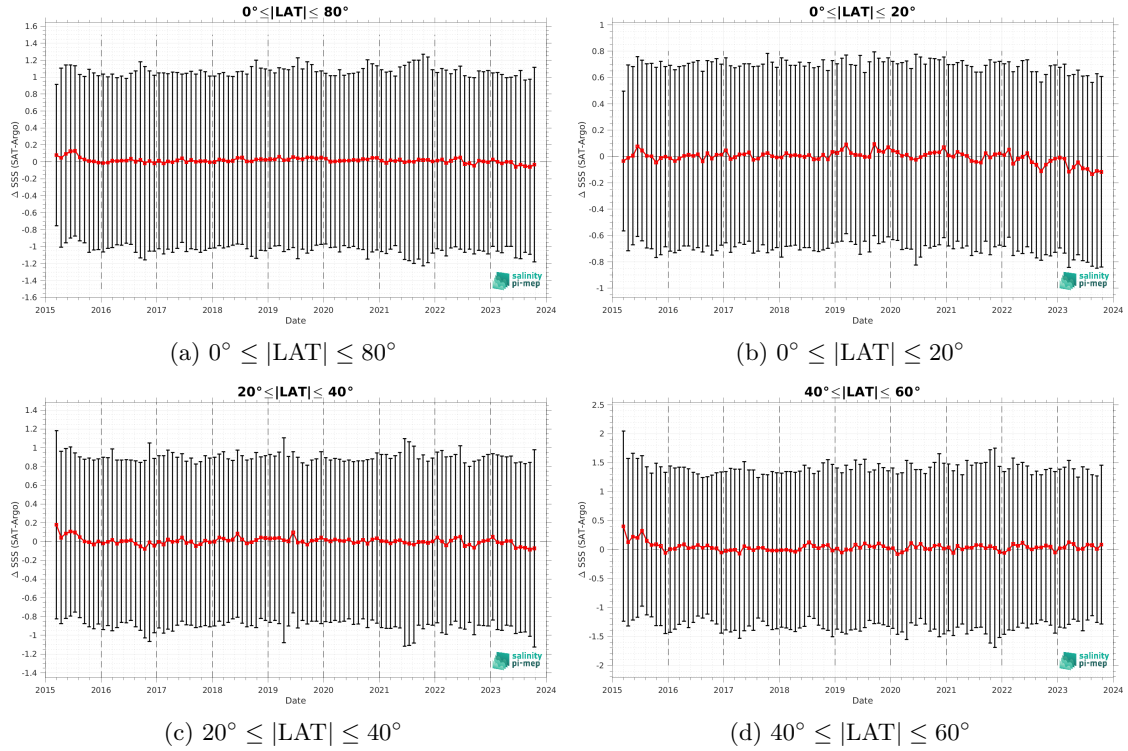 0°≤|LAT|≤ 80°
1.6
1.4
1.2
1
0.8
0.6
0.4
0.2
0
-0.2
-0.4
-0.6
-0.8
-1
-1.2
-1.4
-1.6
Δ SSS (SAT-Argo)
2015 2016 2017 2018 2019 2020 2021 2022 2023 2024
Date
salinity
pi-mep
(a) 0° ≤ |LAT| ≤ 80°
0°≤|LAT|≤ 20°
1
0.8
0.6
0.4
0.2
0
-0.2
-0.4
-0.6
-0.8
-1
Δ SSS (SAT-Argo)
2015 2016 2017 2018 2019 2020 2021 2022 2023 2024
Date
salinity
pi-mep
(b) 0° ≤ |LAT| ≤ 20°
20°≤|LAT|≤ 40°
1.4
1.2
1
0.8
0.6
0.4
0.2
0
-0.2
-0.4
-0.6
-0.8
-1
-1.2
-1.4
Δ SSS (SAT-Argo)
2015 2016 2017 2018 2019 2020 2021 2022 2023 2024
Date
salinity
pi-mep
(c) 20° ≤ |LAT| ≤ 40°
40°≤|LAT|≤ 60°
2.5
2
1.5
1
0.5
0
-0.5
-1
-1.5
-2
Δ SSS (SAT-Argo)
2015 2016 2017 2018 2019 2020 2021 2022 2023 2024
Date
salinity
pi-mep
(d) 40° ≤ |LAT| ≤ 60°